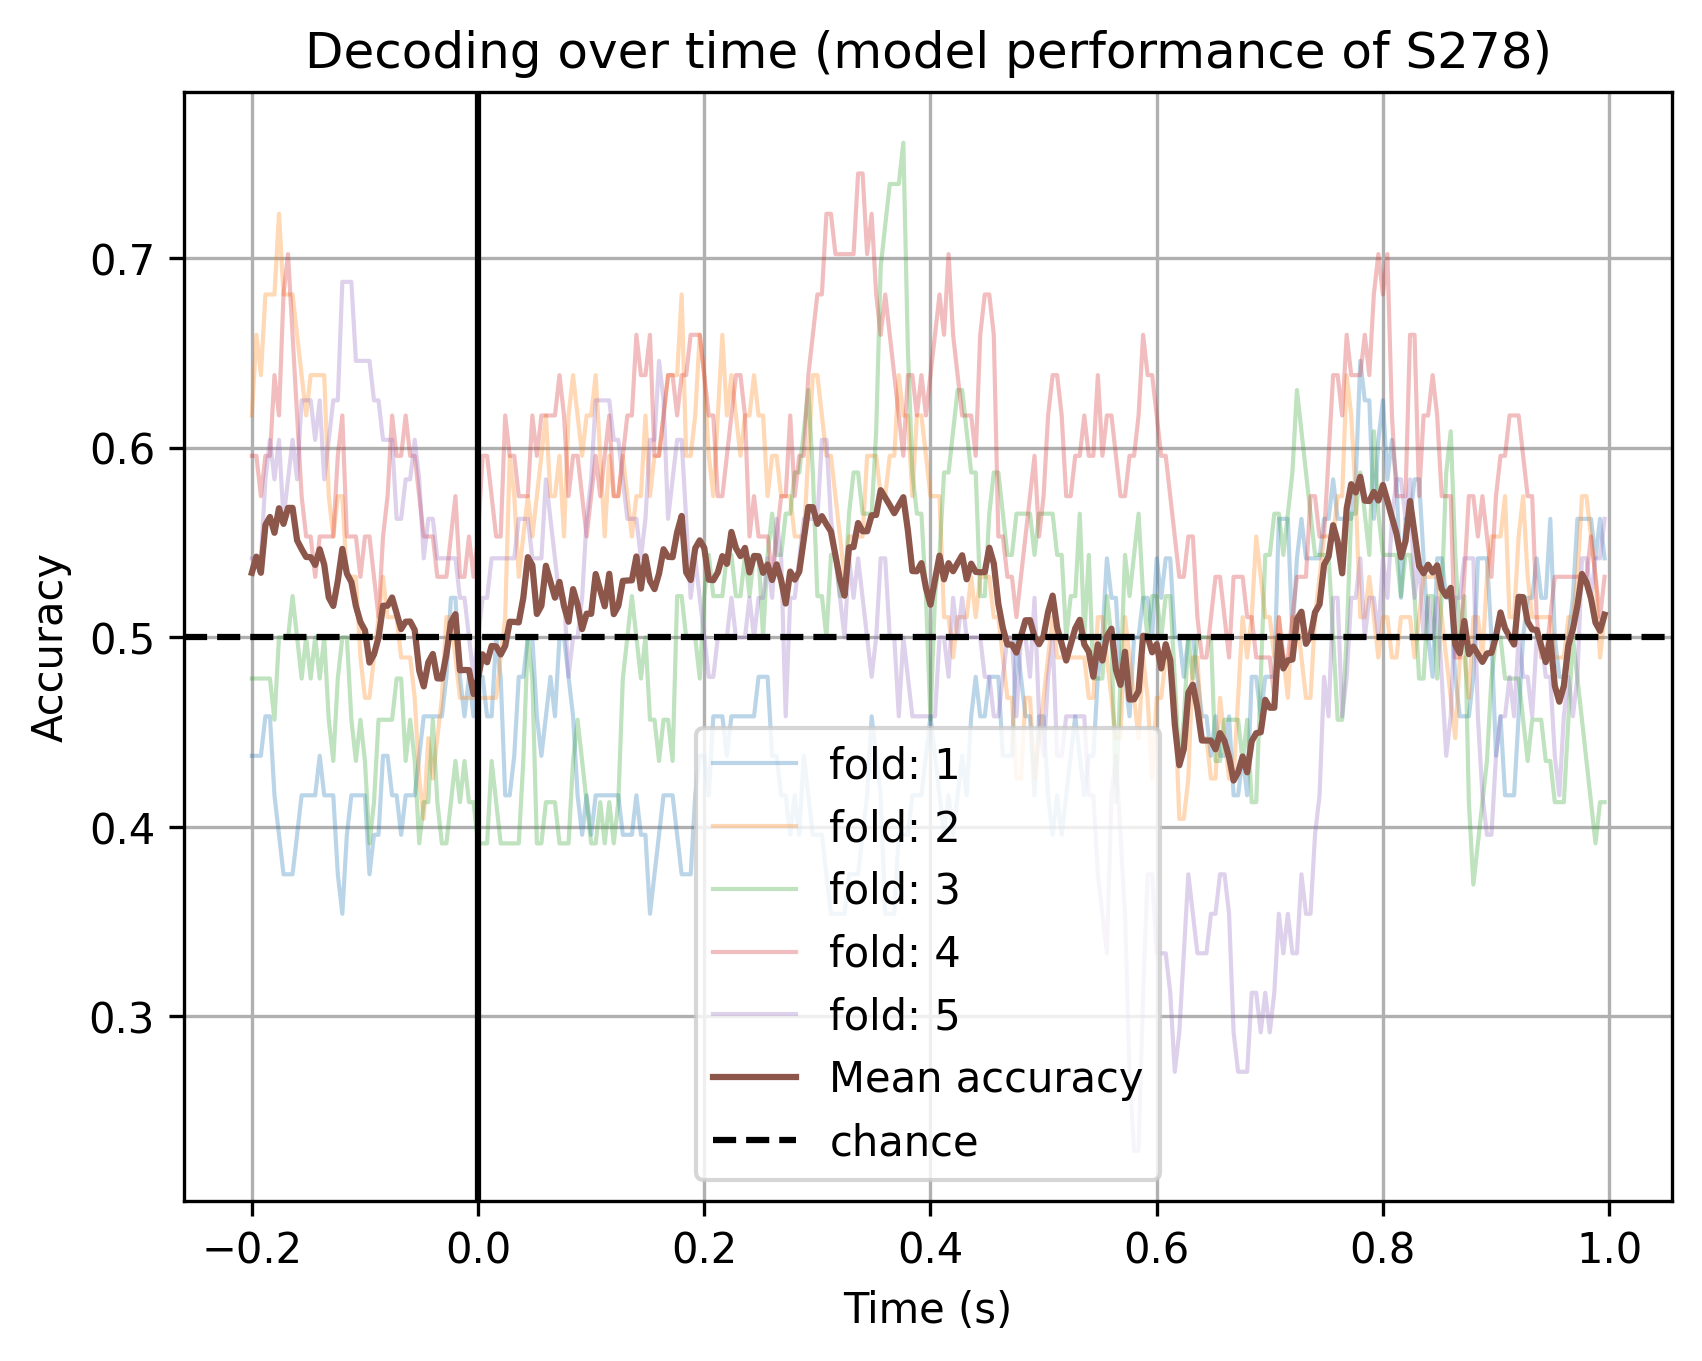 Decoding over time (model performance of S278)
Accuracy
0.7
0.6
0.5
0.4
0.3
fold: 1
fold: 2
fold: 3
fold: 4
fold: 5
Mean accuracy
chance
−0.2 0.0 0.2 0.4 0.6 0.8 1.0
Time (s)